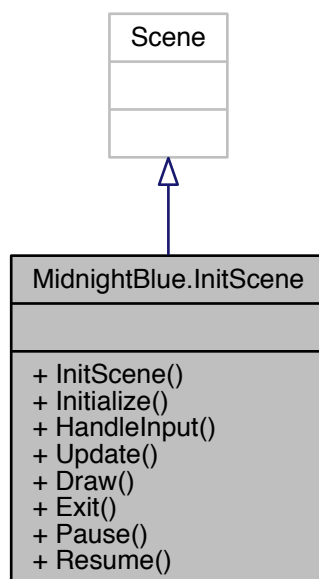 Scene
MidnightBlue.InitScene
+ InitScene()
+ Initialize()
+ HandleInput()
+ Update()
+ Draw()
+ Exit()
+ Pause()
+ Resume()